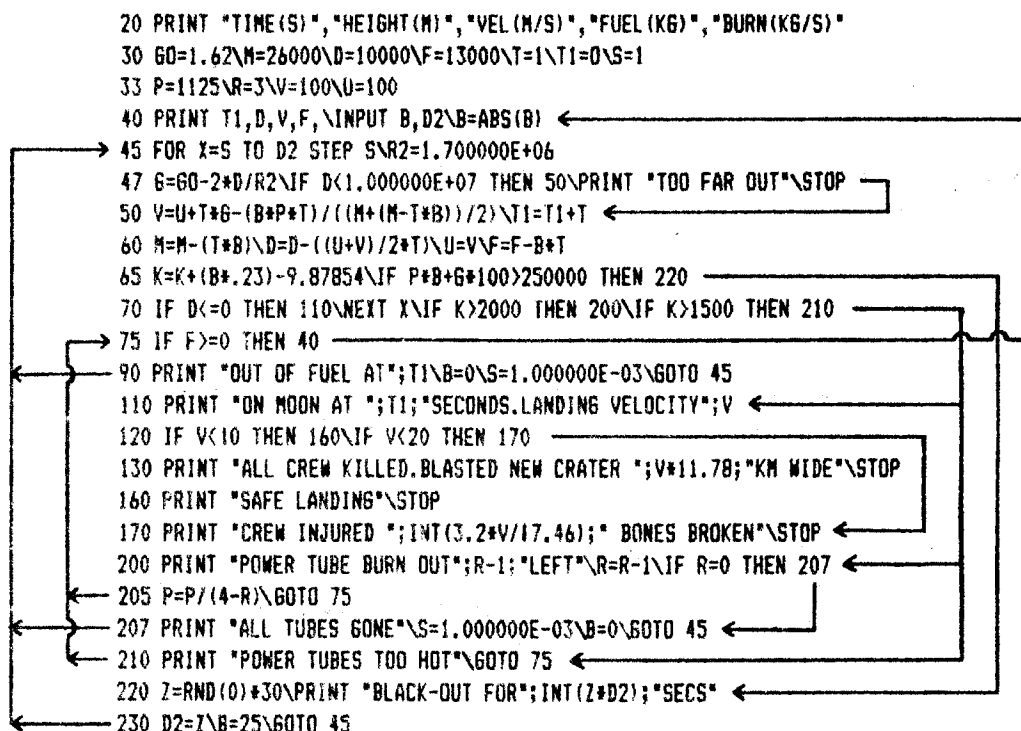 20 PRINT "TIME(S)","HEIGHT(M)","VEL(M/S)","FUEL(KG)","BURN(KG/S)"
30 GO=1.62\M=26000\D=10000\F=13000\T=1\T1=0\S=1
33 P=1125\R=3\V=100\U=100
40 PRINT T1,D,V,F,\INPUT B,D2\B=ABS(B)
45 FOR X=S TO D2 STEP S\R2=1.700000E+06
47 G=GO-2*D/R2\IF D<1.000000E+07 THEN 50\PRINT "TOO FAR OUT"\STOP
50 V=U+T*G-(B*P*T)/((M+(M-T*B))/2)\T1=T1+T
60 M=M-(T*B)\D=D-((U+V)/2*T)\U=V\F=F-B*T
65 K=K+(B*.23)-9.87854\IF P*B+G*100>250000 THEN 220
70 IF D<=0 THEN 110\NEXT X\IF K>2000 THEN 200\IF K>1500 THEN 210
75 IF F>=0 THEN 40
90 PRINT "OUT OF FUEL AT";T1\B=0\S=1.000000E-03\GOTO 45
110 PRINT "ON MOON AT ";T1;"SECONDS.LANDING VELOCITY";V
120 IF V<10 THEN 160\IF V<20 THEN 170
130 PRINT "ALL CREW KILLED.BLASTED NEW CRATER ";V*11.78;"KM WIDE"\STOP
160 PRINT "SAFE LANDING"\STOP
170 PRINT "CREW INJURED ";INT(3.2*V/17.46);" BONES BROKEN"\STOP
200 PRINT "POWER TUBE BURN OUT";R-1;"LEFT"\R=R-1\IF R=0 THEN 207
205 P=P/(4-R)\GOTO 75
207 PRINT "ALL TUBES GONE"\S=1.000000E-03\B=0\GOTO 45
210 PRINT "POWER TUBES TOO HOT"\GOTO 75
220 Z=RND(0)*30\PRINT "BLACK-OUT FOR";INT(Z*D2);"SECS"
230 D2=Z\B=25\GOTO 45